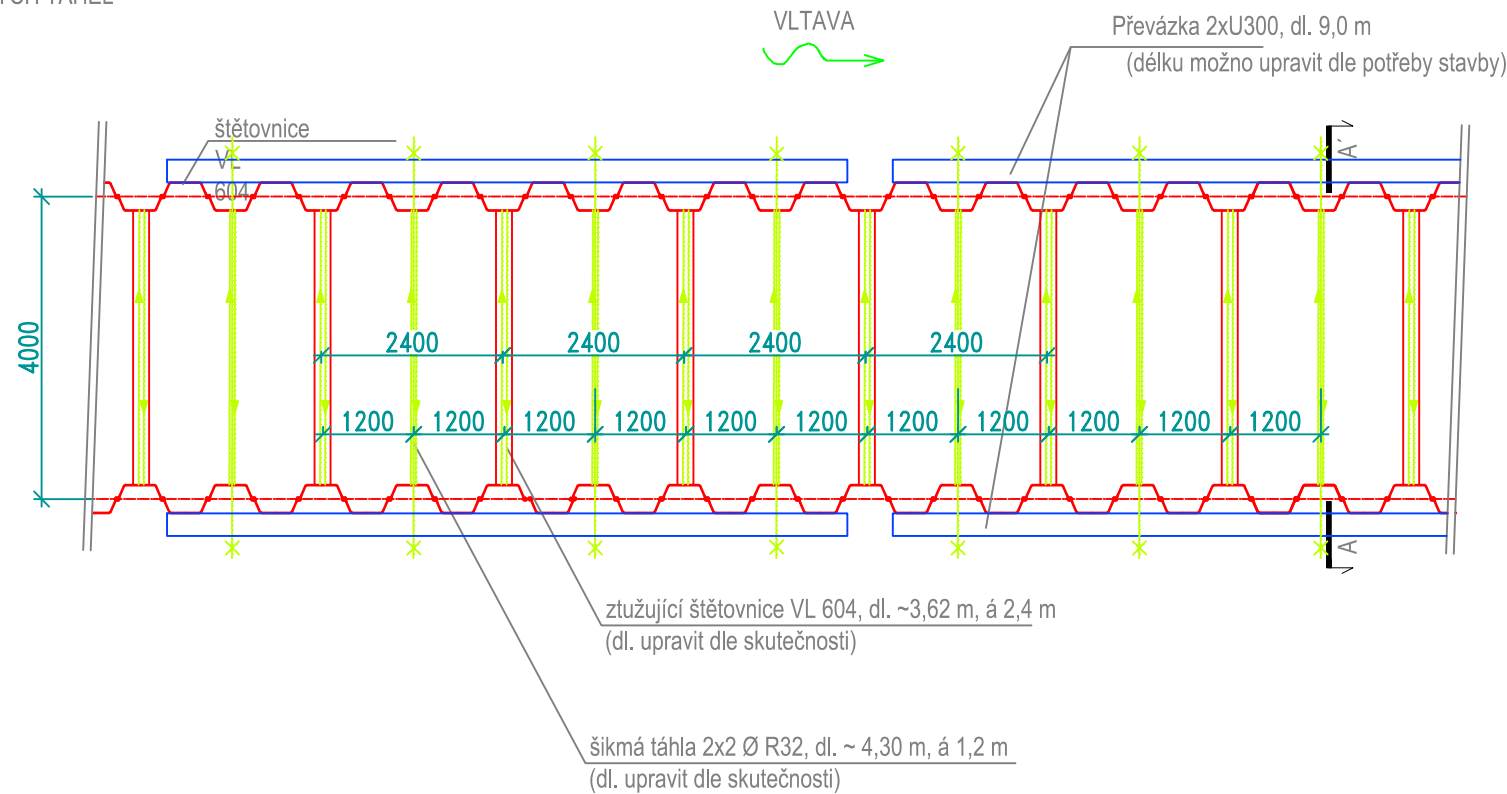 VLTAVA
Převázka 2xU300, dl. 9,0 m
(délku možno upravit dle potřeby stavby)
štětovnice
VL
604
A´
4000
2400 2400 2400 2400
1200 1200 1200 1200 1200 1200 1200 1200 1200 1200 1200
A
ztužující štětovnice VL 604, dl. ~3,62 m, á 2,4 m
(dl. upravit dle skutečnosti)
šikmá táhla 2x2 Ø R32, dl. ~ 4,30 m, á 1,2 m
(dl. upravit dle skutečnosti)